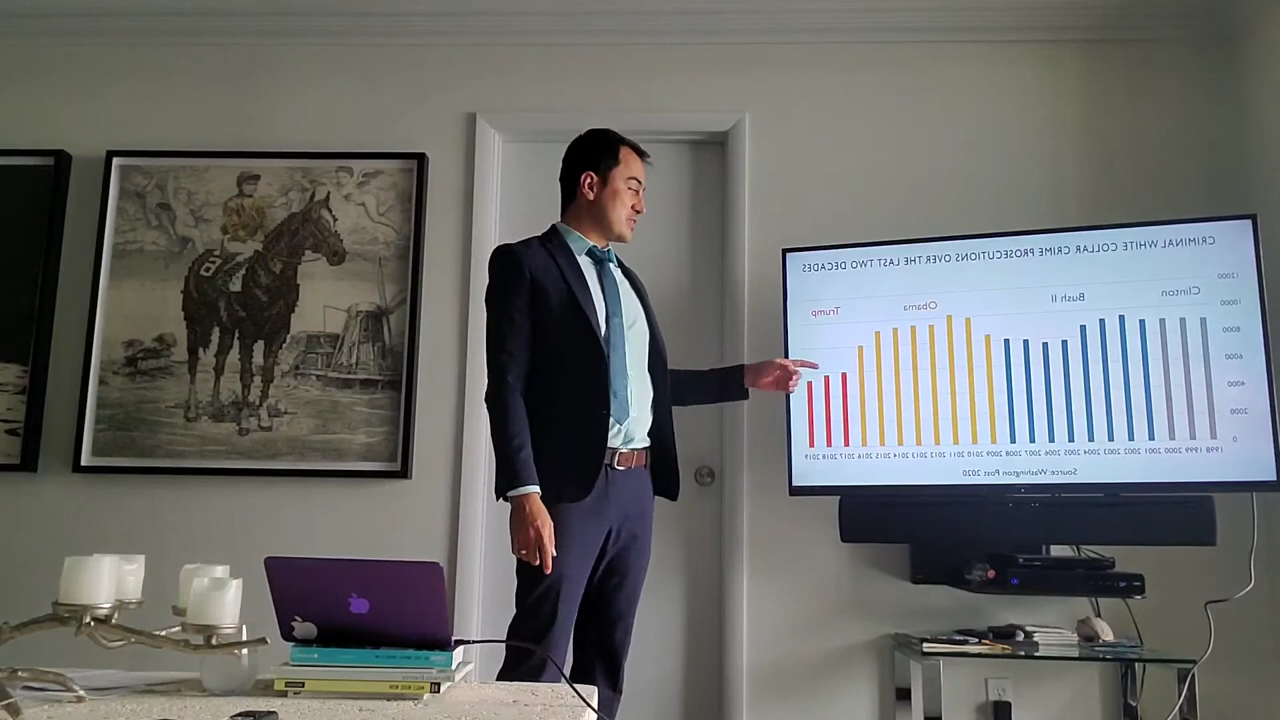 CRIMINAL WHITE COLLAR CRIME PROSECUTIONS OVER THE LAST TWO DECADES
12000
10000
8000
6000
4000
2000
0
Clinton Bush II Obama Trump
1998 1999 2000 2001 2002 2003 2004 2005 2006 2007 2008 2009 2010 2011 2012 2013 2014 2015 2016 2017 2018 2019
Source: Washington Post 2020
8